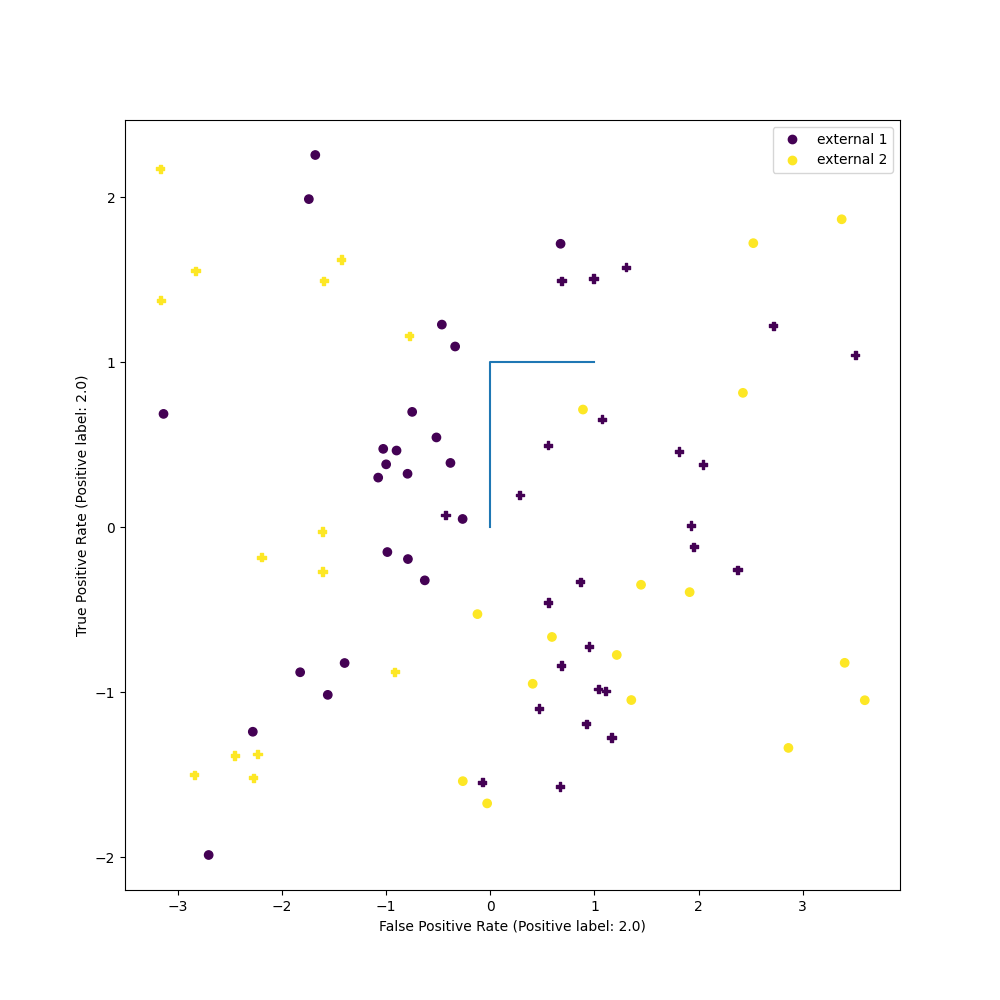 external 1
external 2
2
1
0
−1
−2
True Positive Rate (Positive label: 2.0)
−3 −2 −1 0 1 2 3
False Positive Rate (Positive label: 2.0)